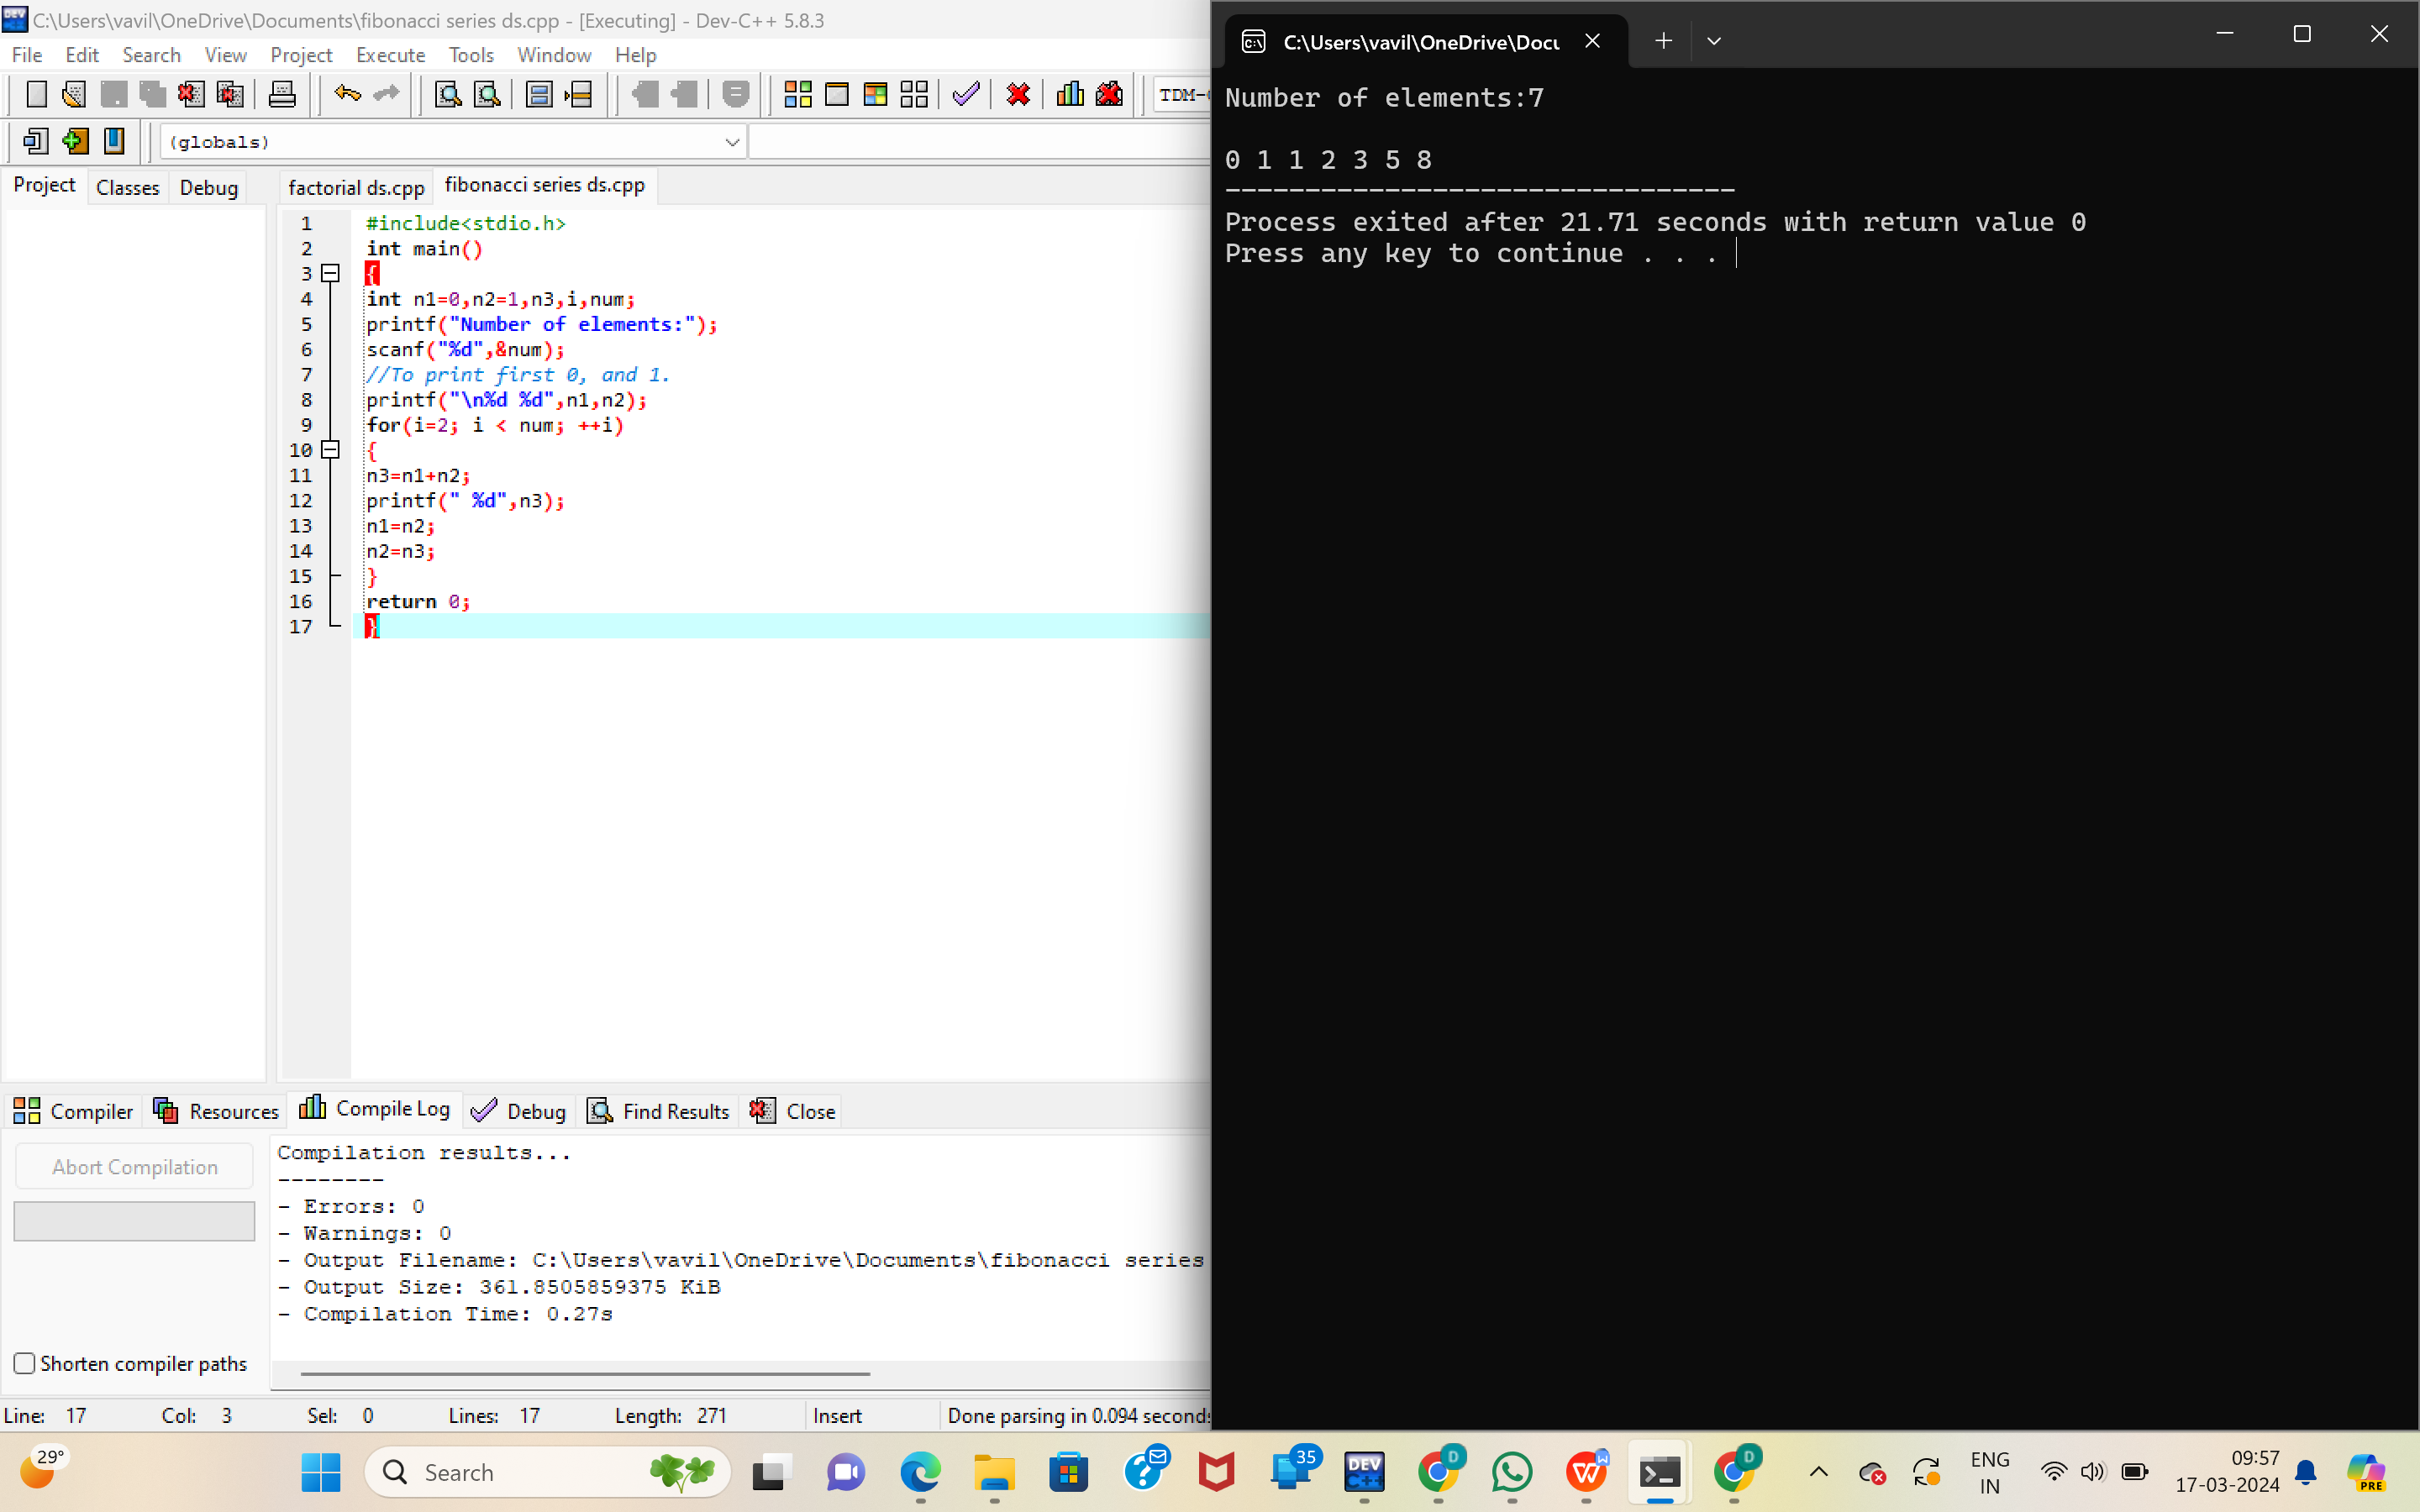 C:\Users\vavil\OneDrive\Documents\fibonacci series ds.cpp - [Executing] - Dev-C++ 5.8.3
File Edit Search View Project Execute Tools Window Help
TDM-
(globals)
Project Classes Debug
factorial ds.cpp fibonacci series ds.cpp
1 #include<stdio.h>
2 int main()
3 {
4 int n1=0,n2=1,n3,i,num;
5 printf("Number of elements:");
6 scanf("%d",&num);
7 //To print first 0, and 1.
8 printf("\n%d %d",n1,n2);
9 for(i=2; i < num; ++i)
10 {
11 n3=n1+n2;
12 printf(" %d",n3);
13 n1=n2;
14 n2=n3;
15 }
16 return 0;
17 }
Compiler Resources Compile Log Debug Find Results Close
Abort Compilation
Shorten compiler paths
Compilation results...
--------
- Errors: 0
- Warnings: 0
- Output Filename: C:\Users\vavil\OneDrive\Documents\fibonacci series
- Output Size: 361.8505859375 KiB
- Compilation Time: 0.27s
Line: 17 Col: 3 Sel: 0 Lines: 17 Length: 271 Insert Done parsing in 0.094 seconds
C:\Users\vavil\OneDrive\Docu
Number of elements:7
0 1 1 2 3 5 8
--------------------------------
Process exited after 21.71 seconds with return value 0
Press any key to continue . . .
29°
Search
35
DEV
C++
D
D
ENG
IN
09:57
17-03-2024
PRE